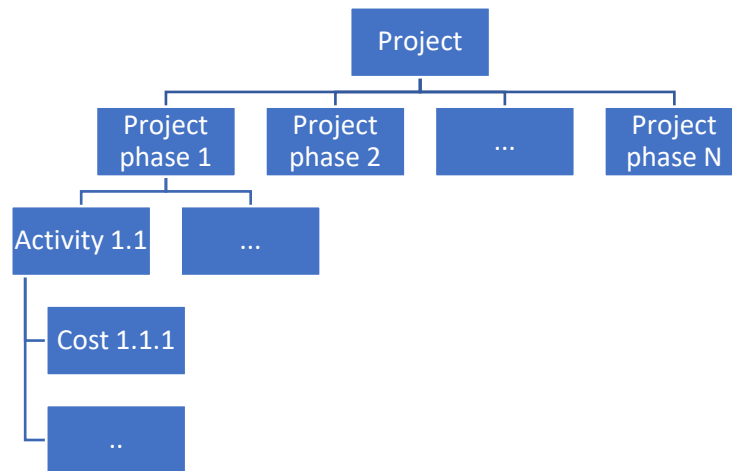 Project
Project
phase 1
Project
phase 2
...
Project
phase N
Activity 1.1
...
Cost 1.1.1
..